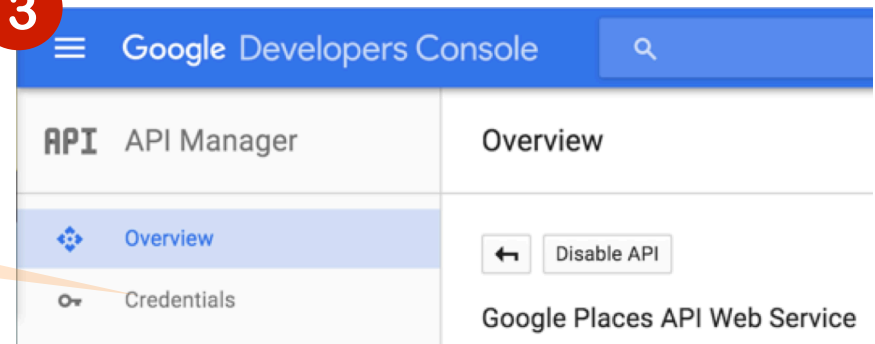 3
Google Developers Console
API API Manager
Overview
Overview
Credentials
Disable API
Google Places API Web Service